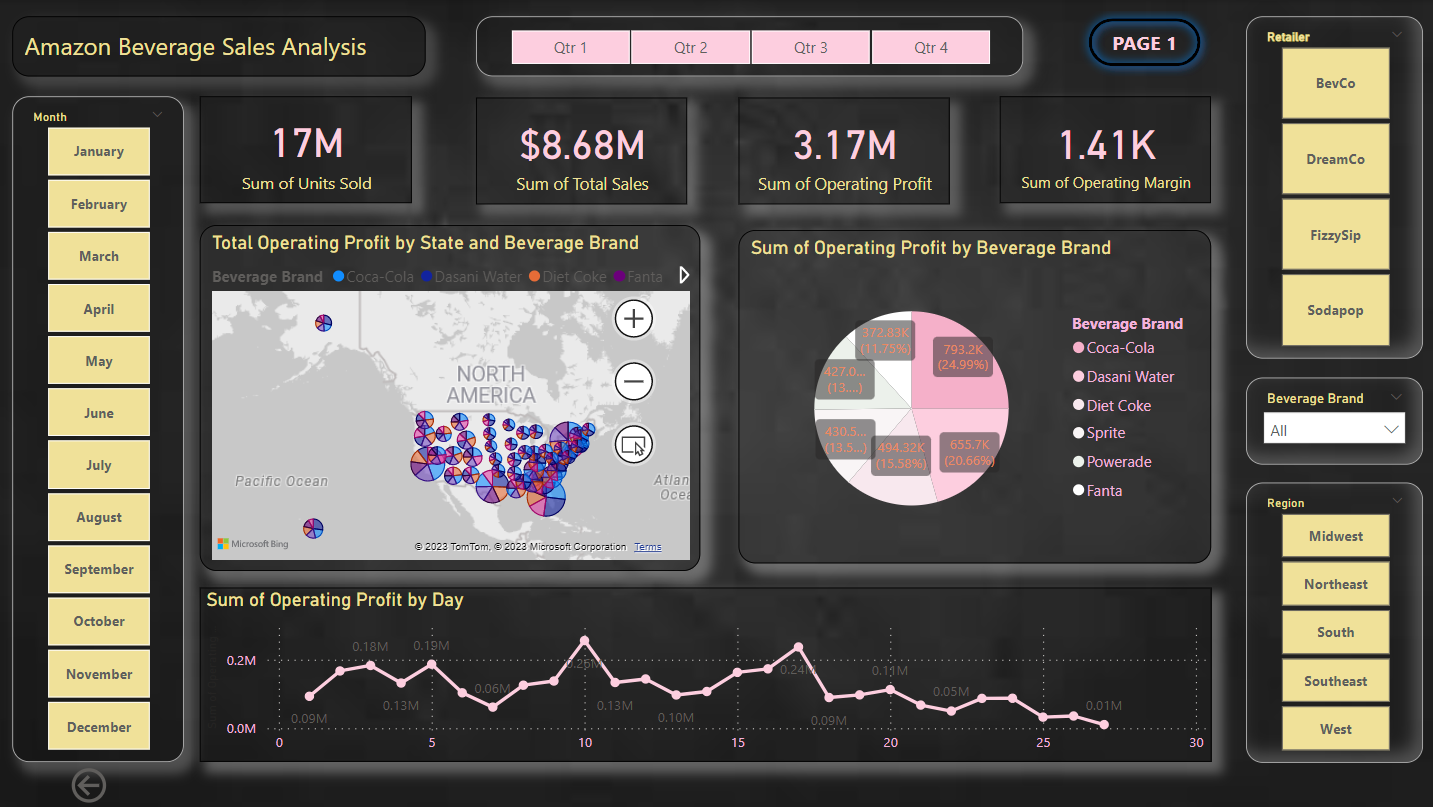 Amazon Beverage Sales Analysis
Qtr 1
Qtr 2
Qtr 3
Qtr 4
PAGE 1
Month
January
February
March
April
May
June
July
August
September
October
November
December
17M
Sum of Units Sold
$8.68M
Sum of Total Sales
3.17M
Sum of Operating Profit
1.41K
Sum of Operating Margin
Total Operating Profit by State and Beverage Brand
Beverage Brand Coca-Cola Dasani Water Diet Coke Fanta
NORTH
AMERICA
Pacific Ocean
Atlan
Ocea
Microsoft Bing
© 2023 TomTom, © 2023 Microsoft Corporation Terms
Sum of Operating Profit by Beverage Brand
372.83K
(11.75%)
793.2K
(24.99%)
427.0...
(13....)
430.5...
(13.5...)
494.32K
(15.58%)
655.7K
(20.66%)
Beverage Brand
Coca-Cola
Dasani Water
Diet Coke
Sprite
Powerade
Fanta
Sum of Operating Profit by Day
0.2M
0.0M
0.09M
0.18M
0.13M
0.19M
0.06M
0.13M
0.10M
0.24M
0.09M
0.11M
0.05M
0.01M
0
5
10
15
20
25
30
Retailer
BevCo
DreamCo
FizzySip
Sodapop
Beverage Brand
All
Region
Midwest
Northeast
South
Southeast
West